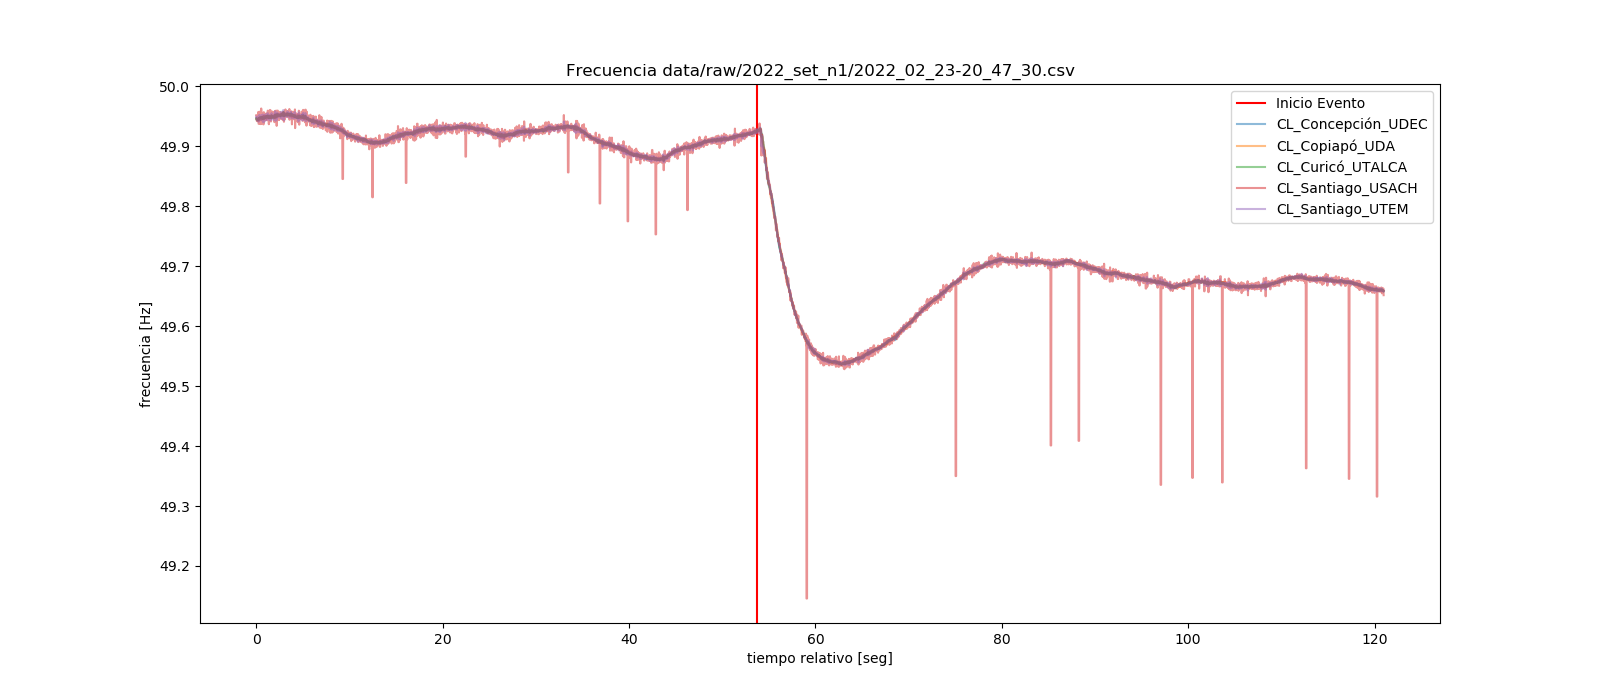 Frecuencia data/raw/2022_set_n1/2022_02_23-20_47_30.csv
50.0
49.9
49.8
49.7
49.6
49.5
49.4
49.3
49.2
frecuencia [Hz]
Inicio Evento
CL_Concepción_UDEC
CL_Copiapó_UDA
CL_Curicó_UTALCA
CL_Santiago_USACH
CL_Santiago_UTEM
0 20 40 60 80 100 120
tiempo relativo [seg]